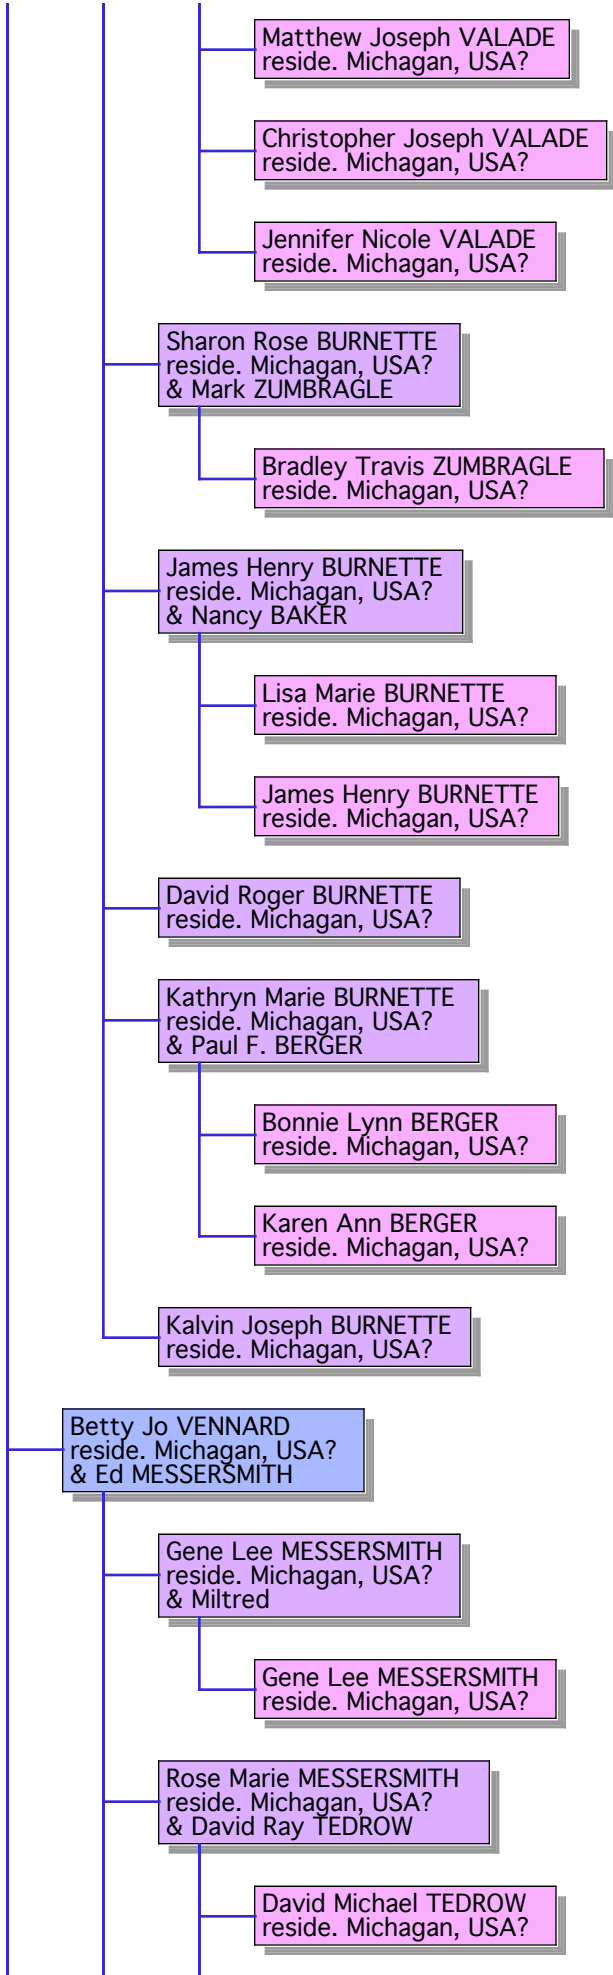 Matthew Joseph VALADE
reside. Michagan, USA?
Christopher Joseph VALADE
reside. Michagan, USA?
Jennifer Nicole VALADE
reside. Michagan, USA?
Sharon Rose BURNETTE
reside. Michagan, USA?
& Mark ZUMBRAGLE
Bradley Travis ZUMBRAGLE
reside. Michagan, USA?
James Henry BURNETTE
reside. Michagan, USA?
& Nancy BAKER
Lisa Marie BURNETTE
reside. Michagan, USA?
James Henry BURNETTE
reside. Michagan, USA?
David Roger BURNETTE
reside. Michagan, USA?
Kathryn Marie BURNETTE
reside. Michagan, USA?
& Paul F. BERGER
Bonnie Lynn BERGER
reside. Michagan, USA?
Karen Ann BERGER
reside. Michagan, USA?
Kalvin Joseph BURNETTE
reside. Michagan, USA?
Betty Jo VENNARD
reside. Michagan, USA?
& Ed MESSERSMITH
Gene Lee MESSERSMITH
reside. Michagan, USA?
& Miltred
Gene Lee MESSERSMITH
reside. Michagan, USA?
Rose Marie MESSERSMITH
reside. Michagan, USA?
& David Ray TEDROW
David Michael TEDROW
reside. Michagan, USA?